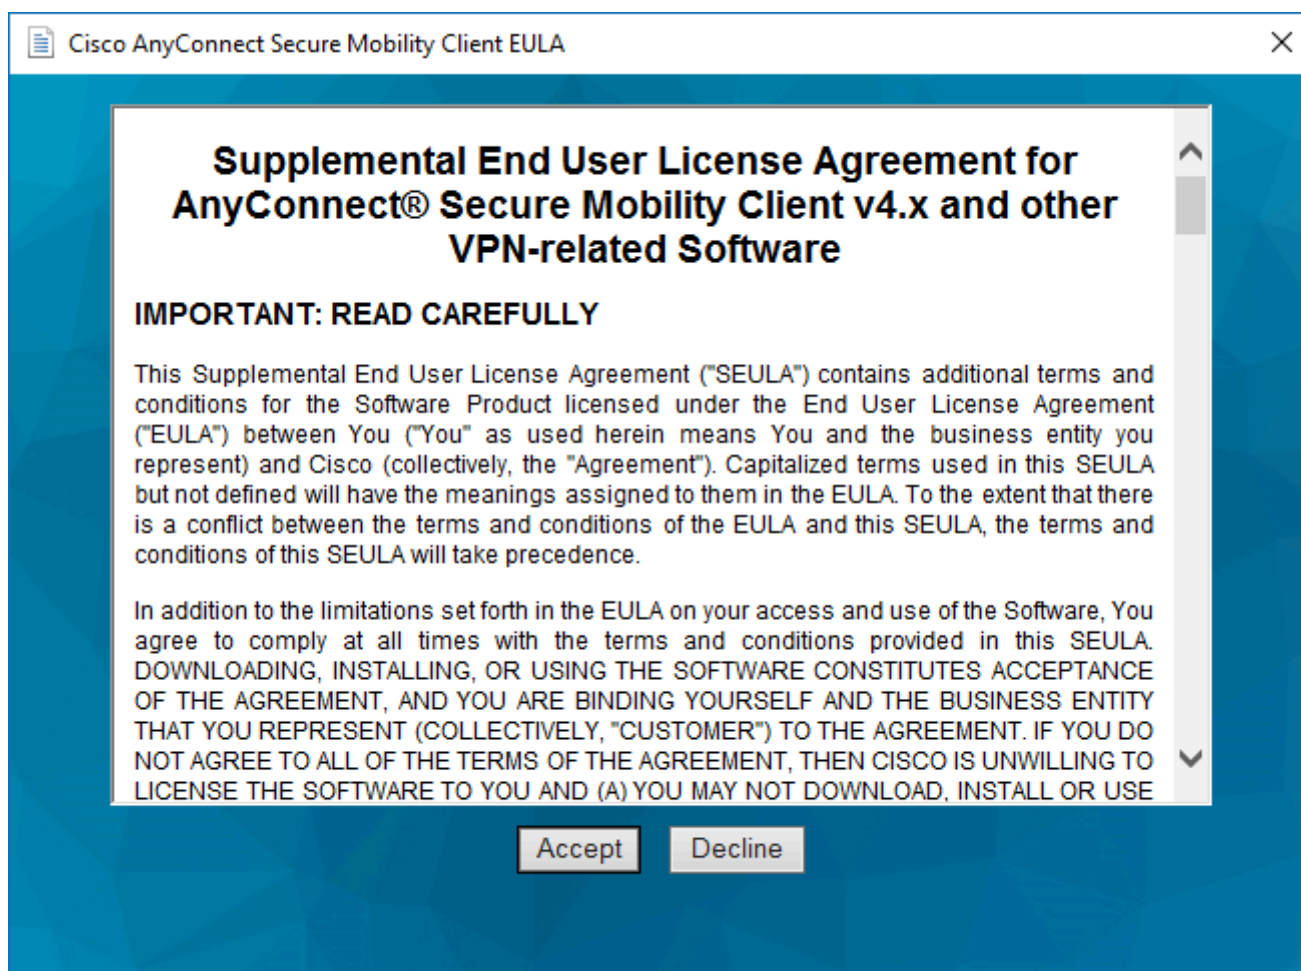 Cisco AnyConnect Secure Mobility Client EULA
Supplemental End User License Agreement for
AnyConnect® Secure Mobility Client v4.x and other
VPN-related Software
IMPORTANT: READ CAREFULLY
This Supplemental End User License Agreement ("SEULA") contains additional terms and
conditions for the Software Product licensed under the End User License Agreement
("EULA") between You ("You" as used herein means You and the business entity you
represent) and Cisco (collectively, the "Agreement"). Capitalized terms used in this SEULA
but not defined will have the meanings assigned to them in the EULA. To the extent that there
is a conflict between the terms and conditions of the EULA and this SEULA, the terms and
conditions of this SEULA will take precedence.
In addition to the limitations set forth in the EULA on your access and use of the Software, You
agree to comply at all times with the terms and conditions provided in this SEULA.
DOWNLOADING, INSTALLING, OR USING THE SOFTWARE CONSTITUTES ACCEPTANCE
OF THE AGREEMENT, AND YOU ARE BINDING YOURSELF AND THE BUSINESS ENTITY
THAT YOU REPRESENT (COLLECTIVELY, "CUSTOMER") TO THE AGREEMENT. IF YOU DO
NOT AGREE TO ALL OF THE TERMS OF THE AGREEMENT, THEN CISCO IS UNWILLING TO
LICENSE THE SOFTWARE TO YOU AND (A) YOU MAY NOT DOWNLOAD, INSTALL OR USE
Accept
Decline